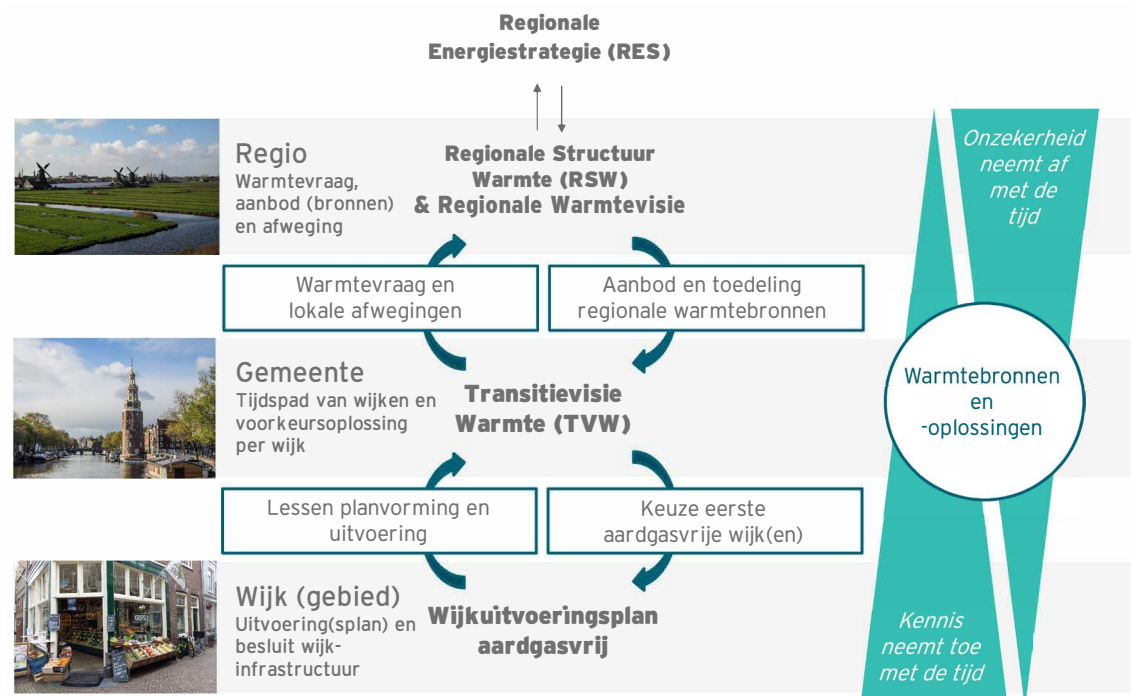 Regionale
Energiestrategie (RES)
Regio
Warmtevraag,
aanbod (bronnen)
en afweging
Regionale Structuur
Warmte (RSW)
& Regionale Warmtevisie
Onzekerheid
neemt af
met de
tijd
Warmtevraag en
lokale afwegingen
Aanbod en toedeling
regionale warmtebronnen
Gemeente
Tijdspad van wijken en
voorkeursoplossing
per wijk
Transitievisie
Warmte (TVW)
Warmtebronnen
en
-oplossingen
Lessen planvorming en
uitvoering
Keuze eerste
aardgasvrije wijk(en)
Wijk (gebied)
Uitvoering(splan) en
besluit wijk-
infrastructuur
Wijkuitvoeringsplan
aardgasvrij
Kennis
neemt toe
met de tijd